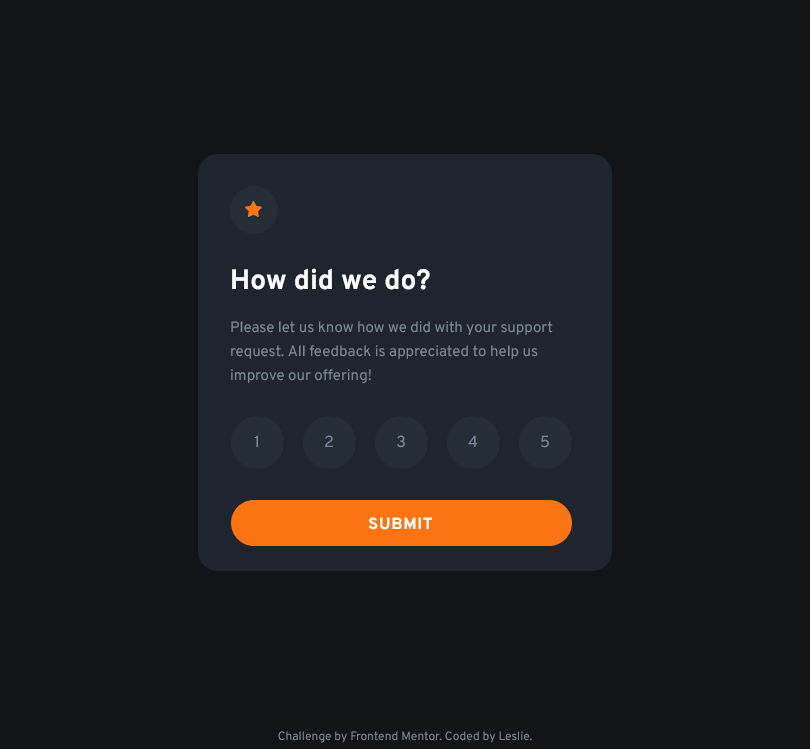 How did we do?
Please let us know how we did with your support
request. All feedback is appreciated to help us
improve our offering!
1 2 3 4 5
SUBMIT
Challenge by Frontend Mentor. Coded by Leslie.